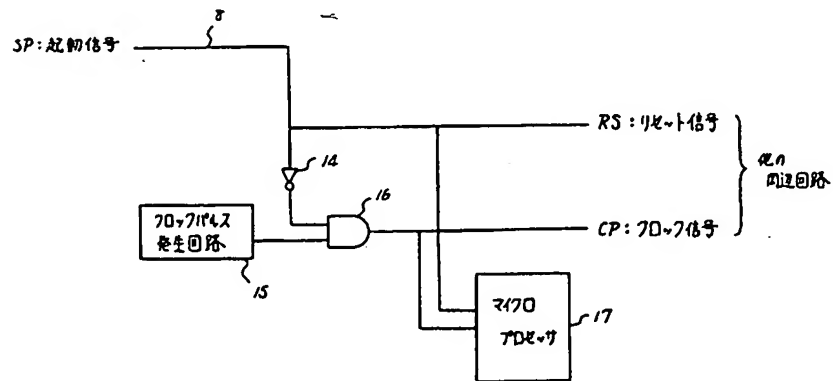 8
SP:起動信号
RS:リセット信号
他の
周辺回路
14
16
クロックパルス
発生回路
15
CP:クロック信号
マイクロ
プロセッサ
17